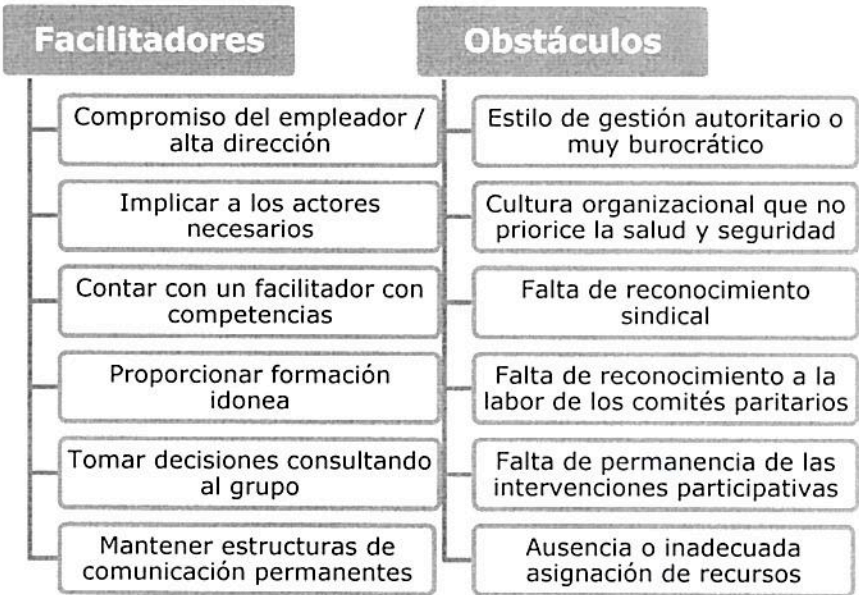 Facilitadores
Compromiso del empleador /
alta dirección
Implicar a los actores
necesarios
Contar con un facilitador con
competencias
Proporcionar formación
idonea
Tomar decisiones consultando
al grupo
Mantener estructuras de
comunicación permanentes
Obstáculos
Estilo de gestión autoritario o
muy burocrático
Cultura organizacional que no
priorice la salud y seguridad
Falta de reconocimiento
sindical
Falta de reconocimiento a la
labor de los comités paritarios
Falta de permanencia de las
intervenciones participativas
Ausencia o inadecuada
asignación de recursos